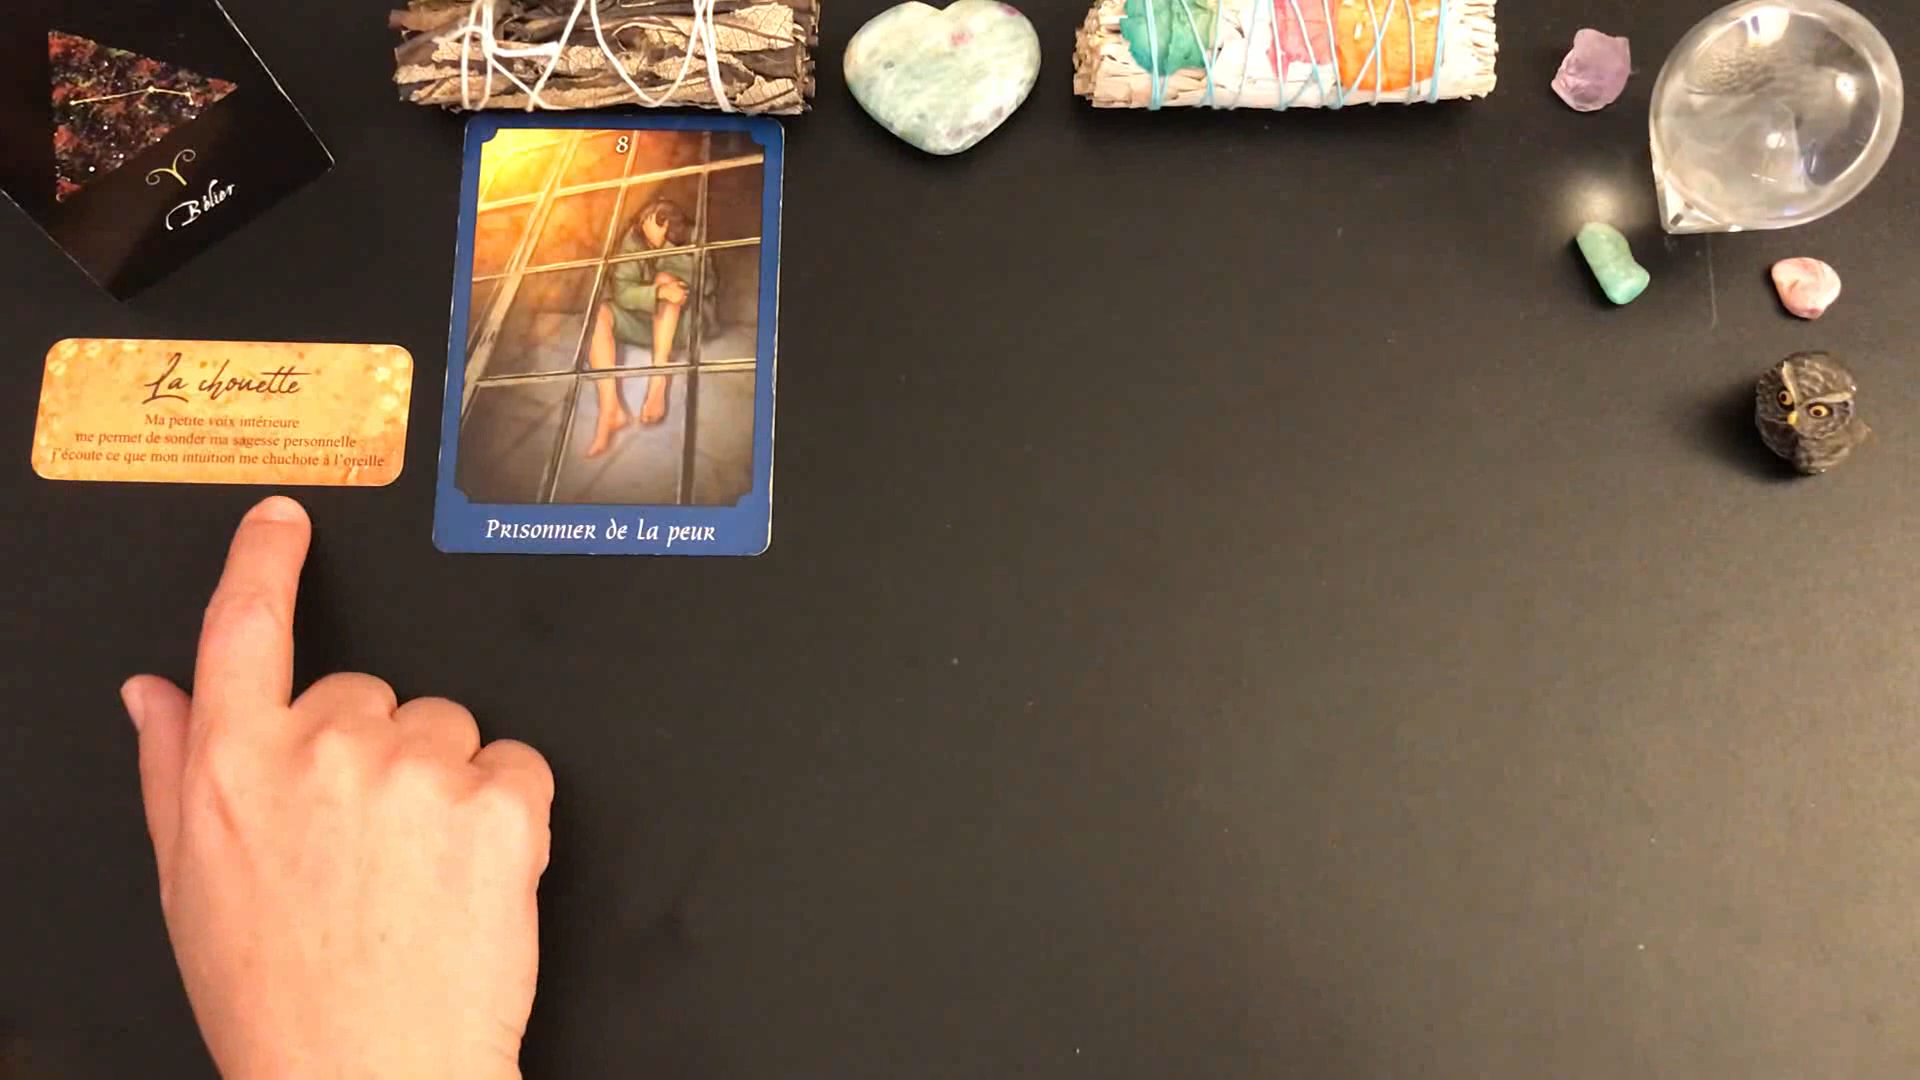 Bélier
La chouette
Ma petite voix intérieure
me permet de sonder ma sagesse personnelle
j'écoute ce que mon intuition me chuchote à l'oreille
8
Prisonnier de la peur